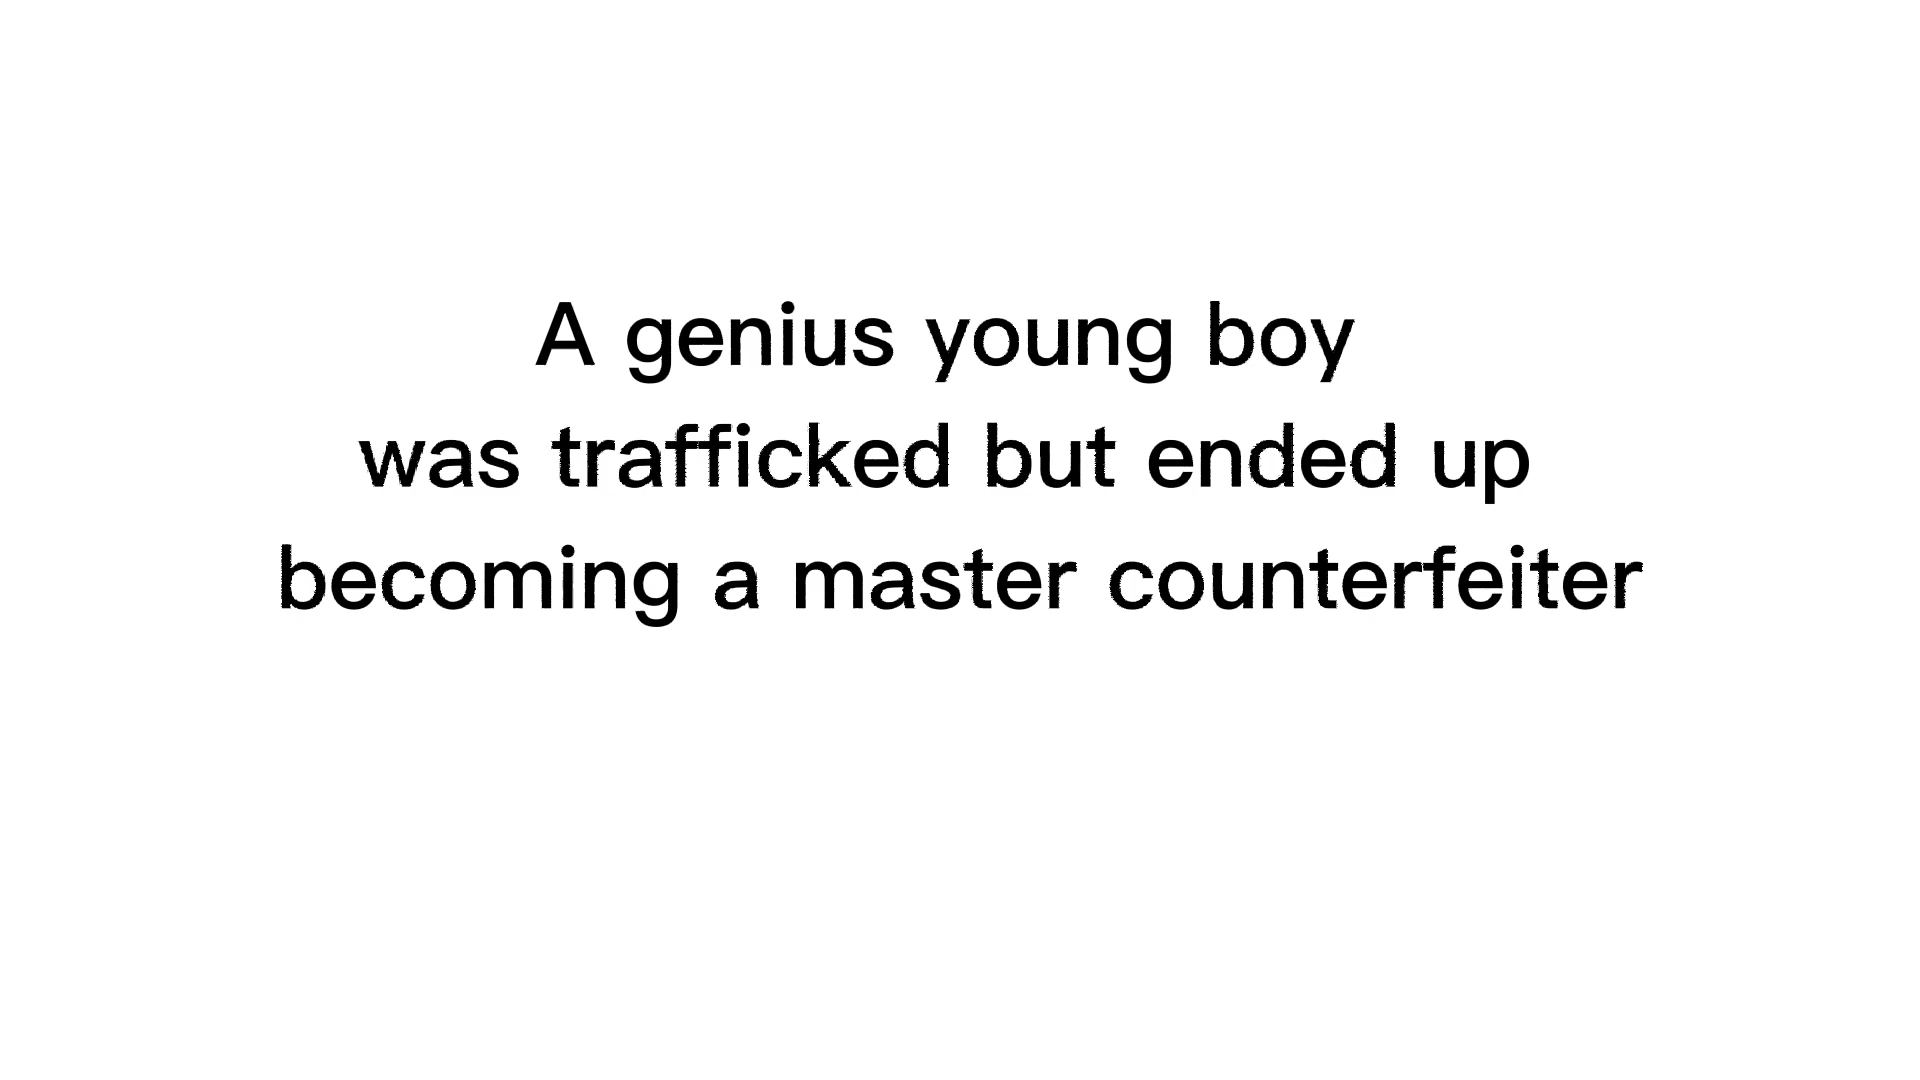 A genius young boy
was trafficked but ended up
becoming a master counterfeiter